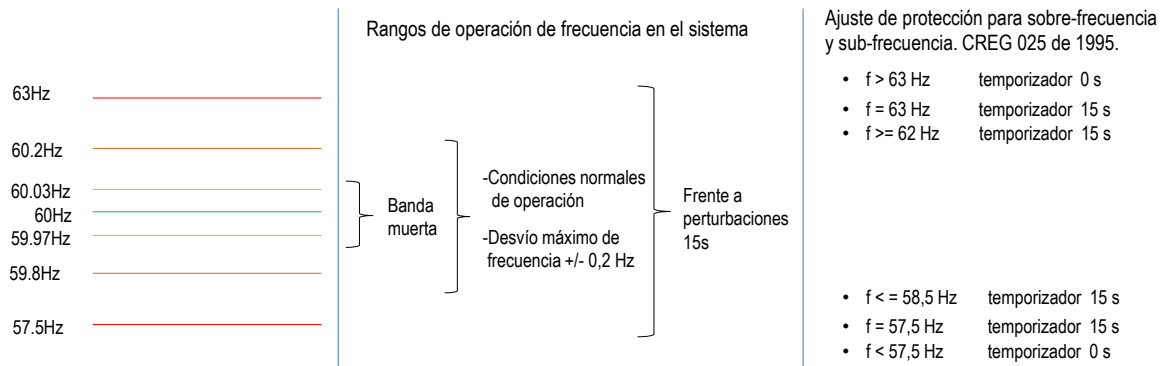 63Hz
60.2Hz
60.03Hz
60Hz
59.97Hz
59.8Hz
57.5Hz
Rangos de operación de frecuencia en el sistema
Banda
muerta
-Condiciones normales
de operación
-Desvío máximo de
frecuencia +/- 0,2 Hz
Frente a
perturbaciones
15s
Ajuste de protección para sobre-frecuencia
y sub-frecuencia. CREG 025 de 1995.
• f > 63 Hz temporizador 0 s
• f = 63 Hz temporizador 15 s
• f >= 62 Hz temporizador 15 s
• f < = 58,5 Hz temporizador 15 s
• f = 57,5 Hz temporizador 15 s
• f < 57,5 Hz temporizador 0 s